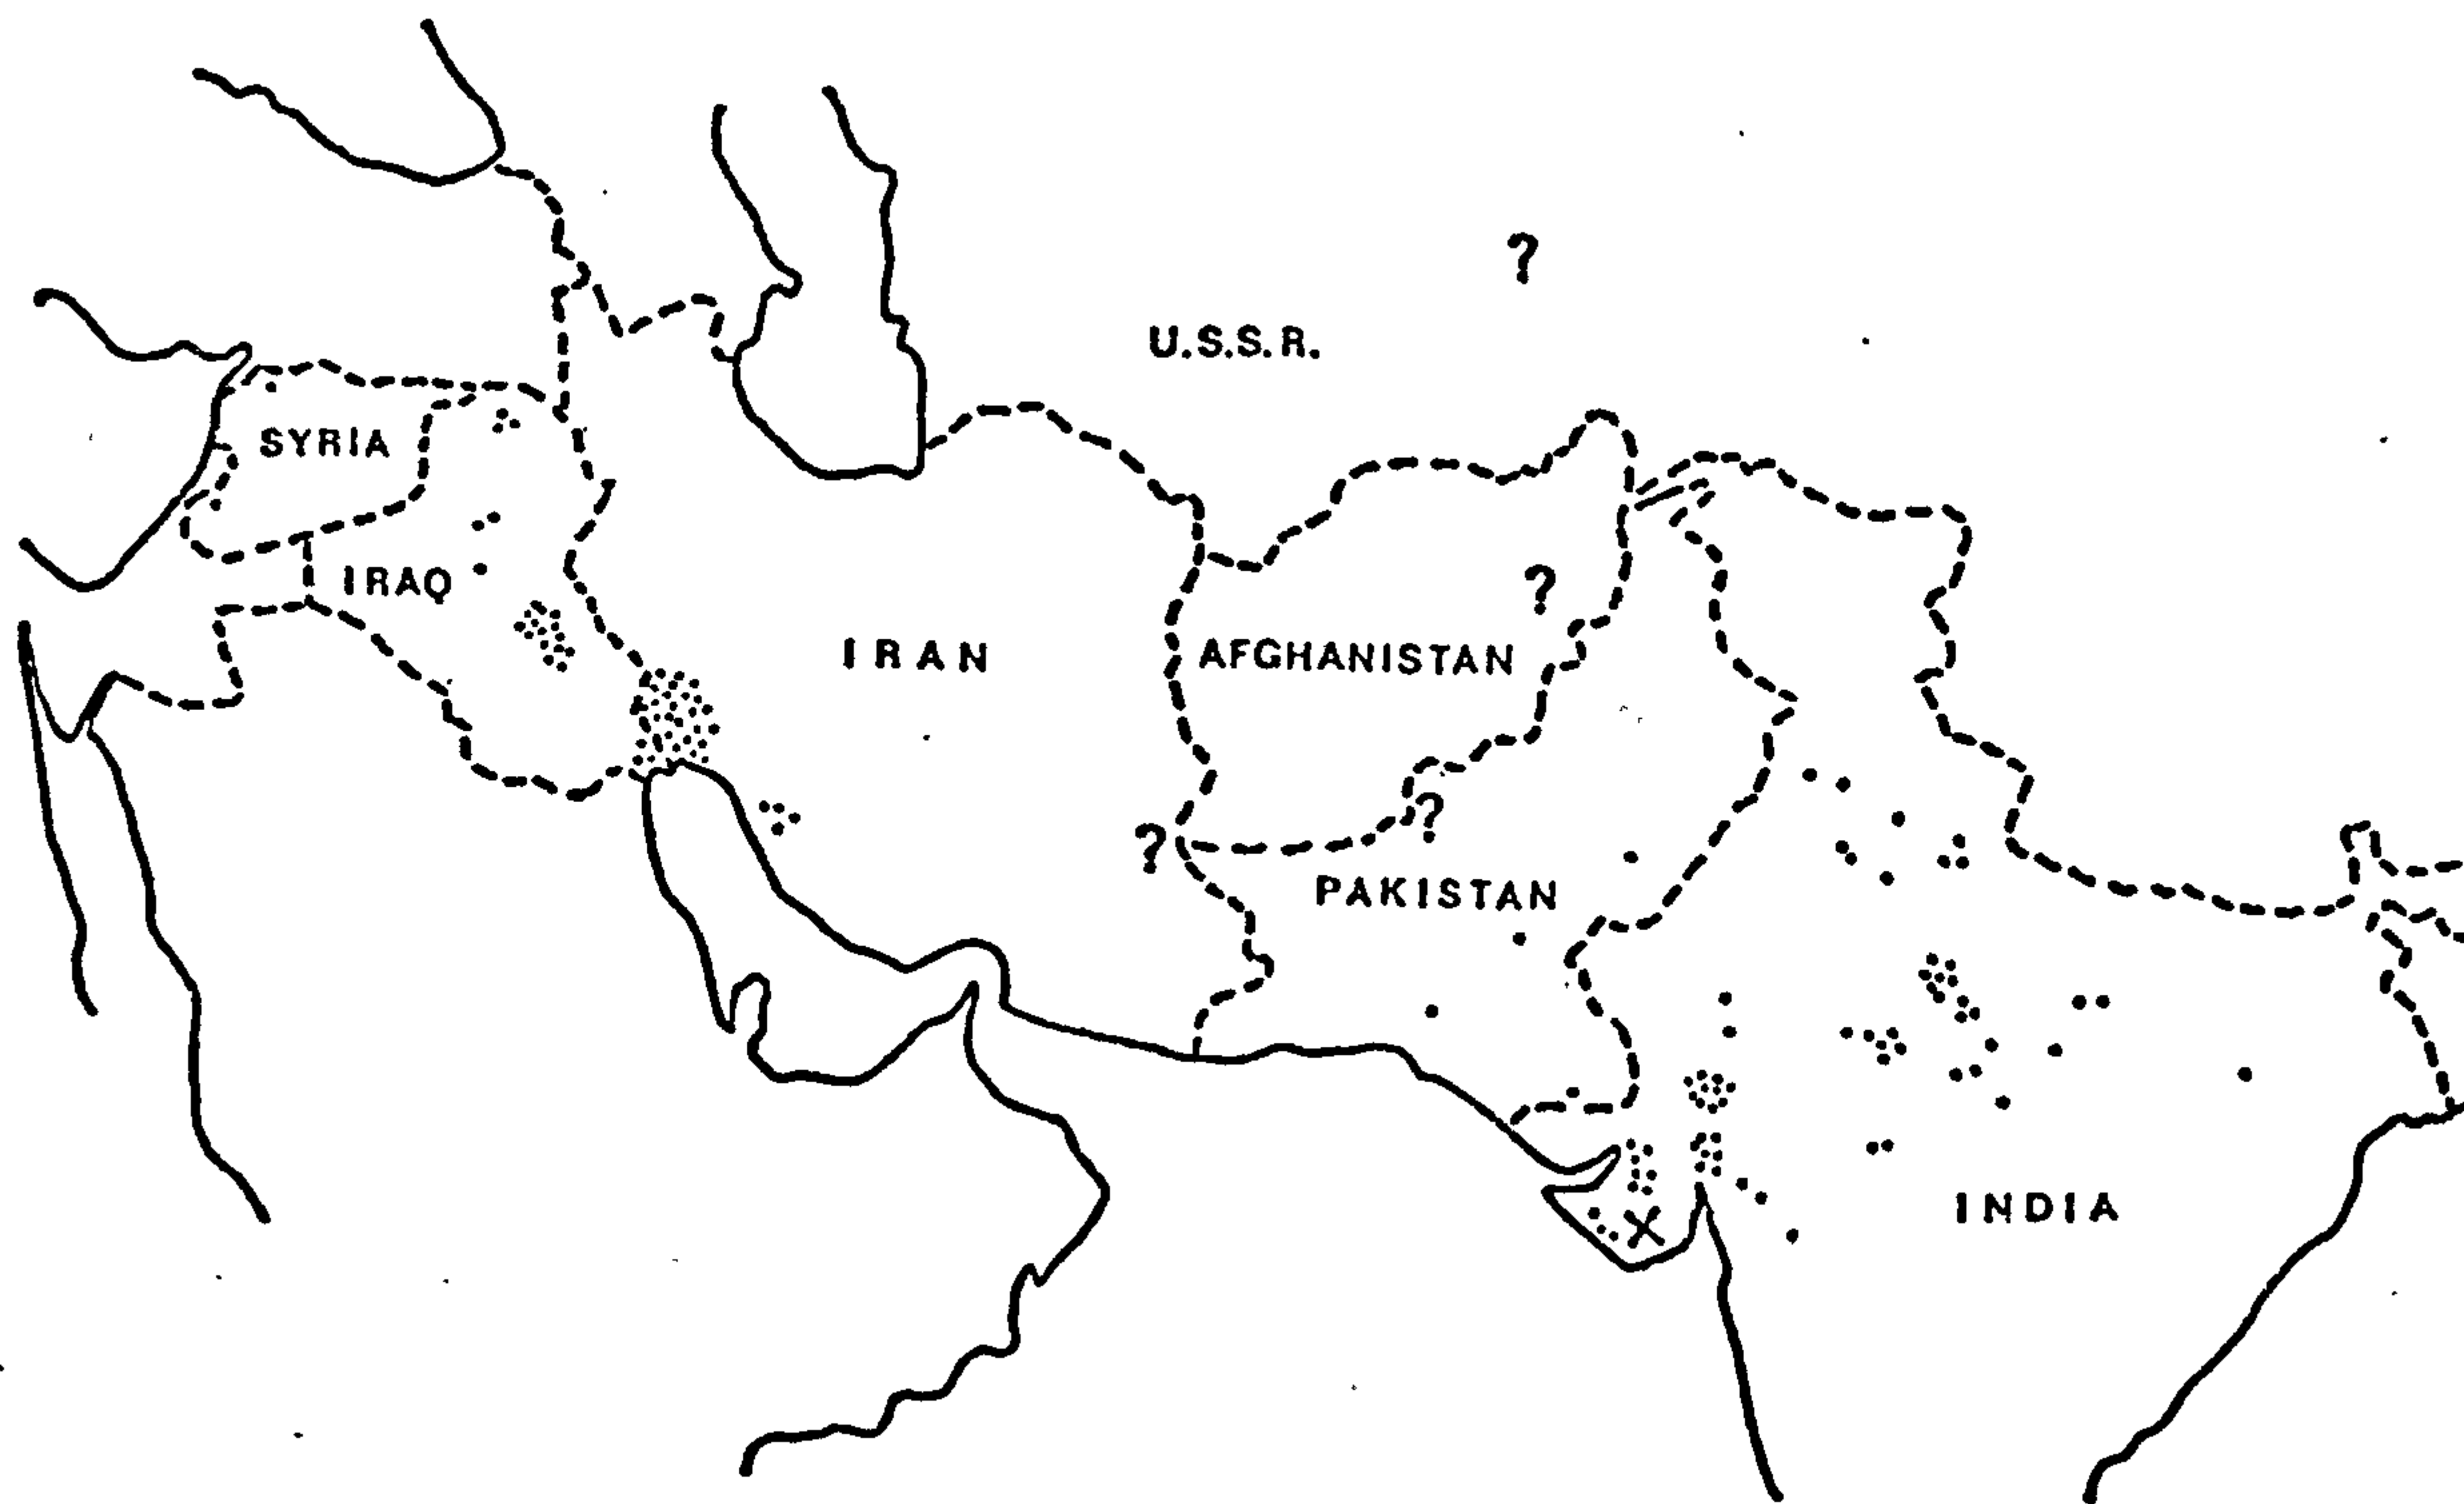 ?
U.S.S.R.
SYRIA
IRAQ
?
IRAN
AFGHANISTAN
?
?
PAKISTAN
INDIA
X